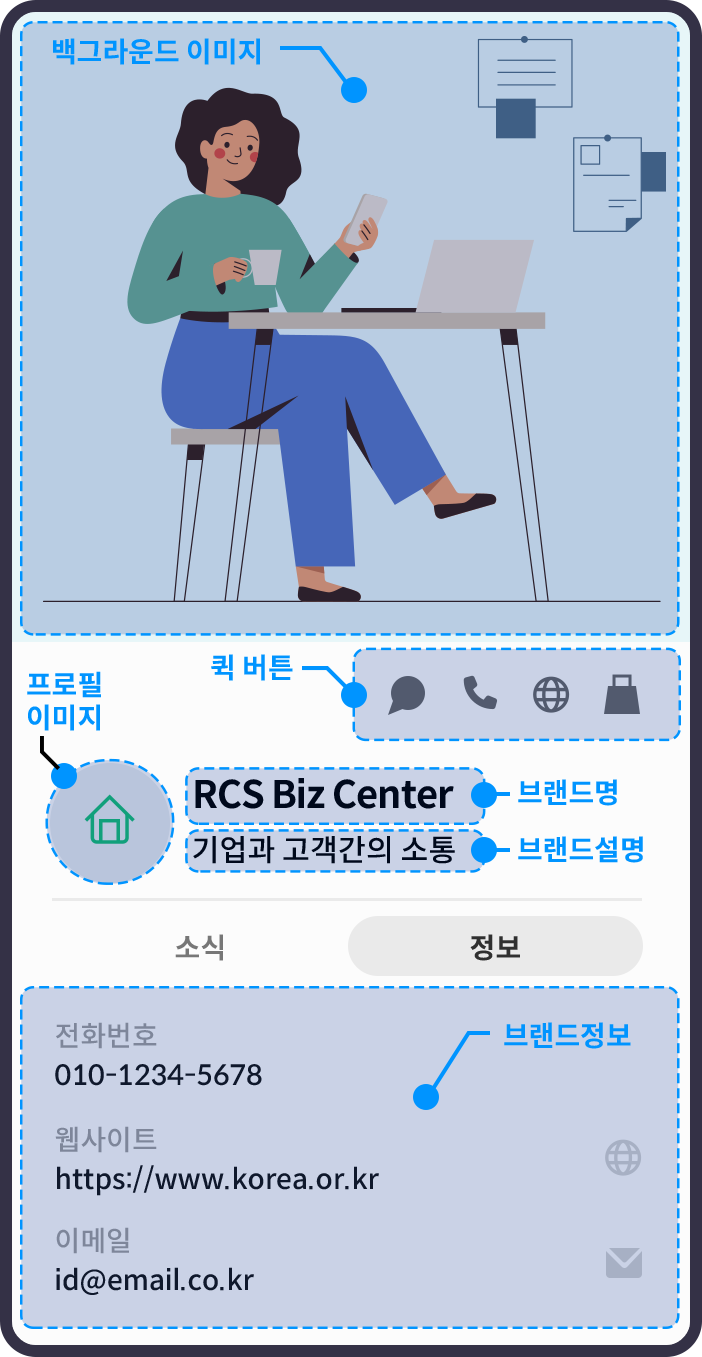 백그라운드 이미지
퀵 버튼
프로필
이미지
RCS Biz Center
브랜드명
기업과 고객간의 소통
브랜드설명
소식
정보
전화번호
브랜드정보
010-1234-5678
웹사이트
https://www.korea.or.kr
이메일
id@email.co.kr